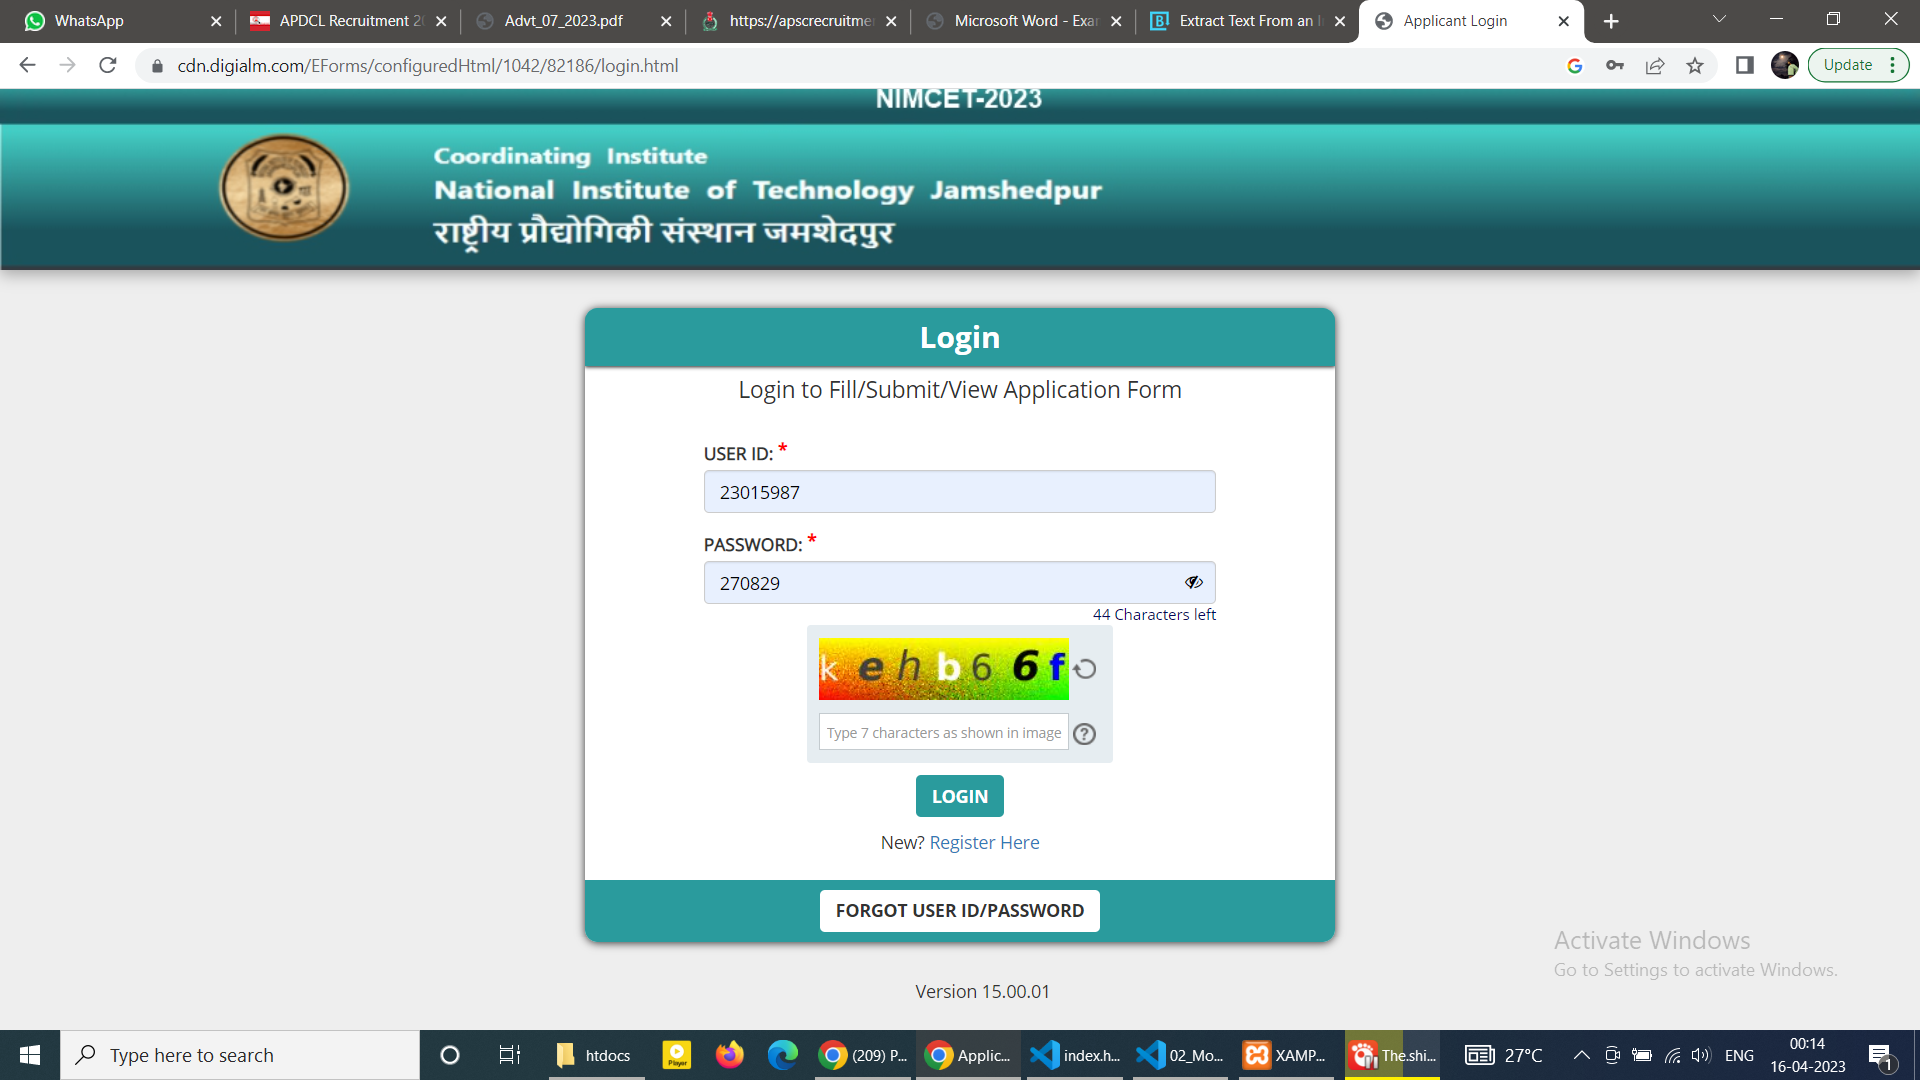 WhatsApp
APDCL Recruitment 2
Advt_07_2023.pdf
https://apscrecruitme
Microsoft Word - Exa
Extract Text From an I
Applicant Login
cdn.digialm.com/EForms/configuredHtml/1042/82186/login.html
Update
NIMCET-2023
Coordinating Institute
National Institute of Technology Jamshedpur
राष्ट्रीय प्रौद्योगिकी संस्थान जमशेदपुर
Login
Login to Fill/Submit/View Application Form
USER ID: *
23015987
PASSWORD: *
270829
44 Characters left
k e h b 6 6 f
Type 7 characters as shown in image
?
LOGIN
New? Register Here
FORGOT USER ID/PASSWORD
Activate Windows
Go to Settings to activate Windows.
Version 15.00.01
Type here to search
htdocs
Player
(209) P...
Applic...
index.h...
02_Mo...
XAMP...
The.shi...
27°C
ENG
00:14
16-04-2023
1